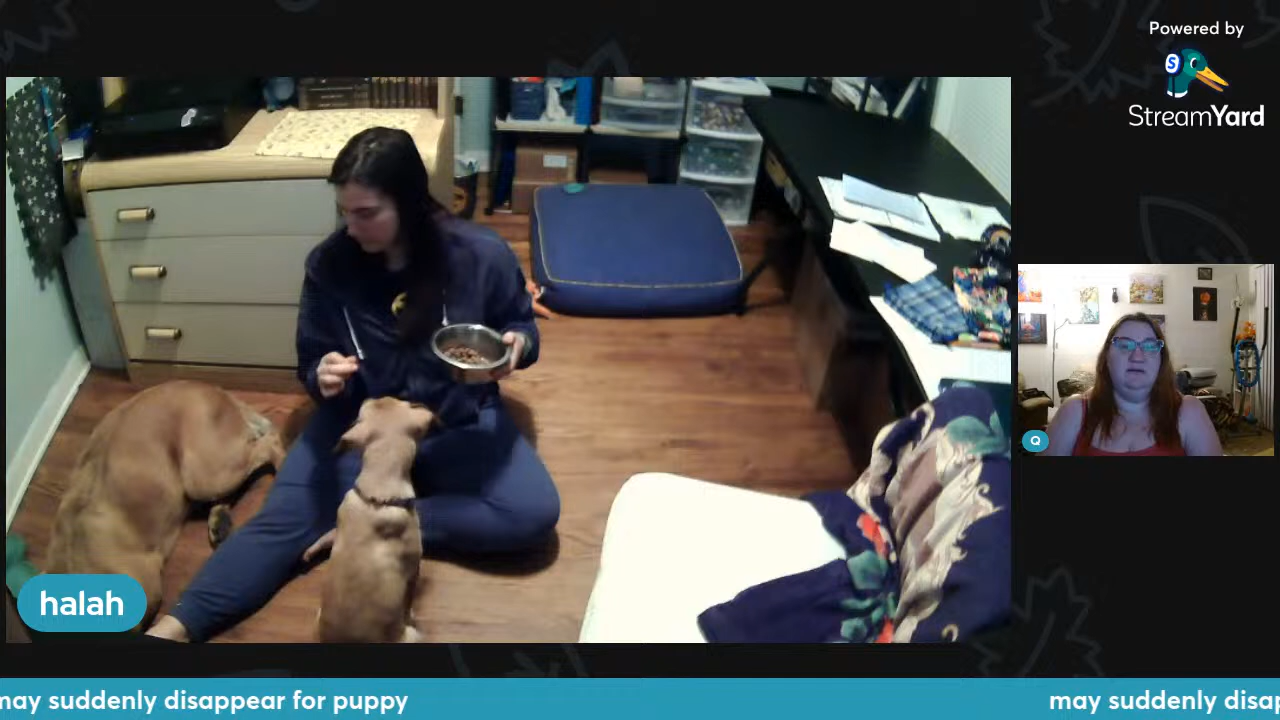 Powered by
StreamYard
Q
halah
may suddenly disappear for puppy
may suddenly disap